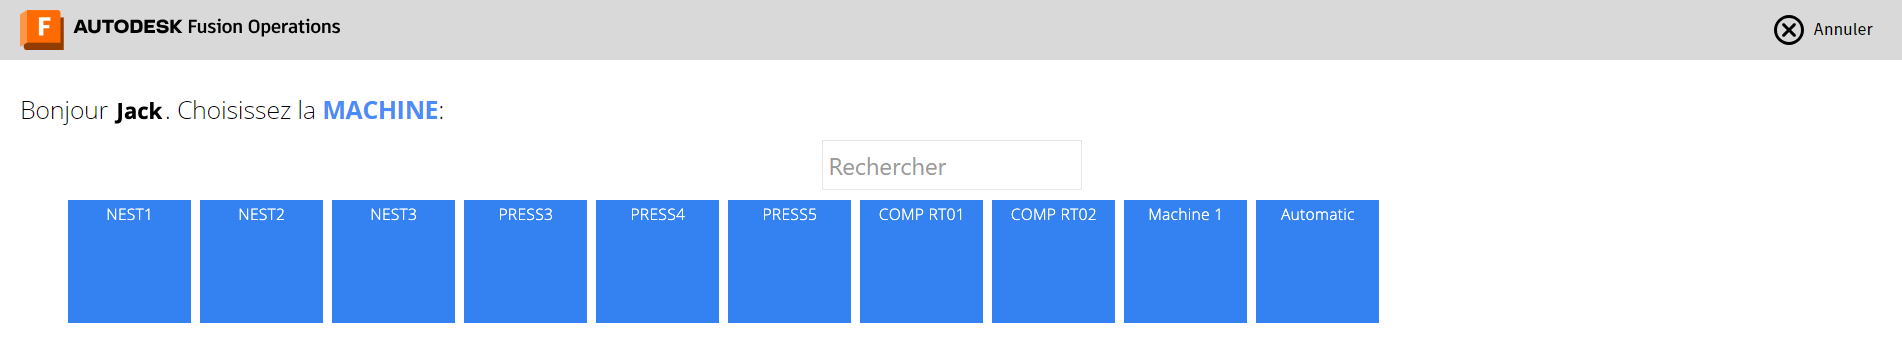 F AUTODESK Fusion Operations
Annuler
Bonjour Jack. Choisissez la MACHINE:
Rechercher
NEST1 NEST2 NEST3 PRESS3 PRESS4 PRESS5 COMP RT01 COMP RT02 Machine 1 Automatic